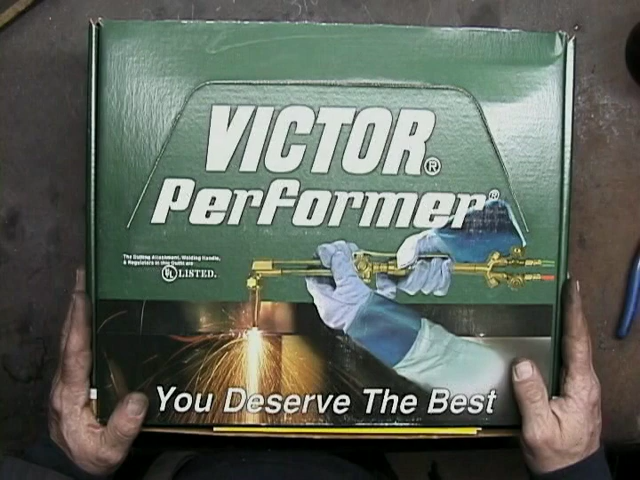 VICTOR®
Performer®
The Cutting Attachment, Welding Handle,
& Regulators in this Outfit are
UL LISTED.
You Deserve The Best